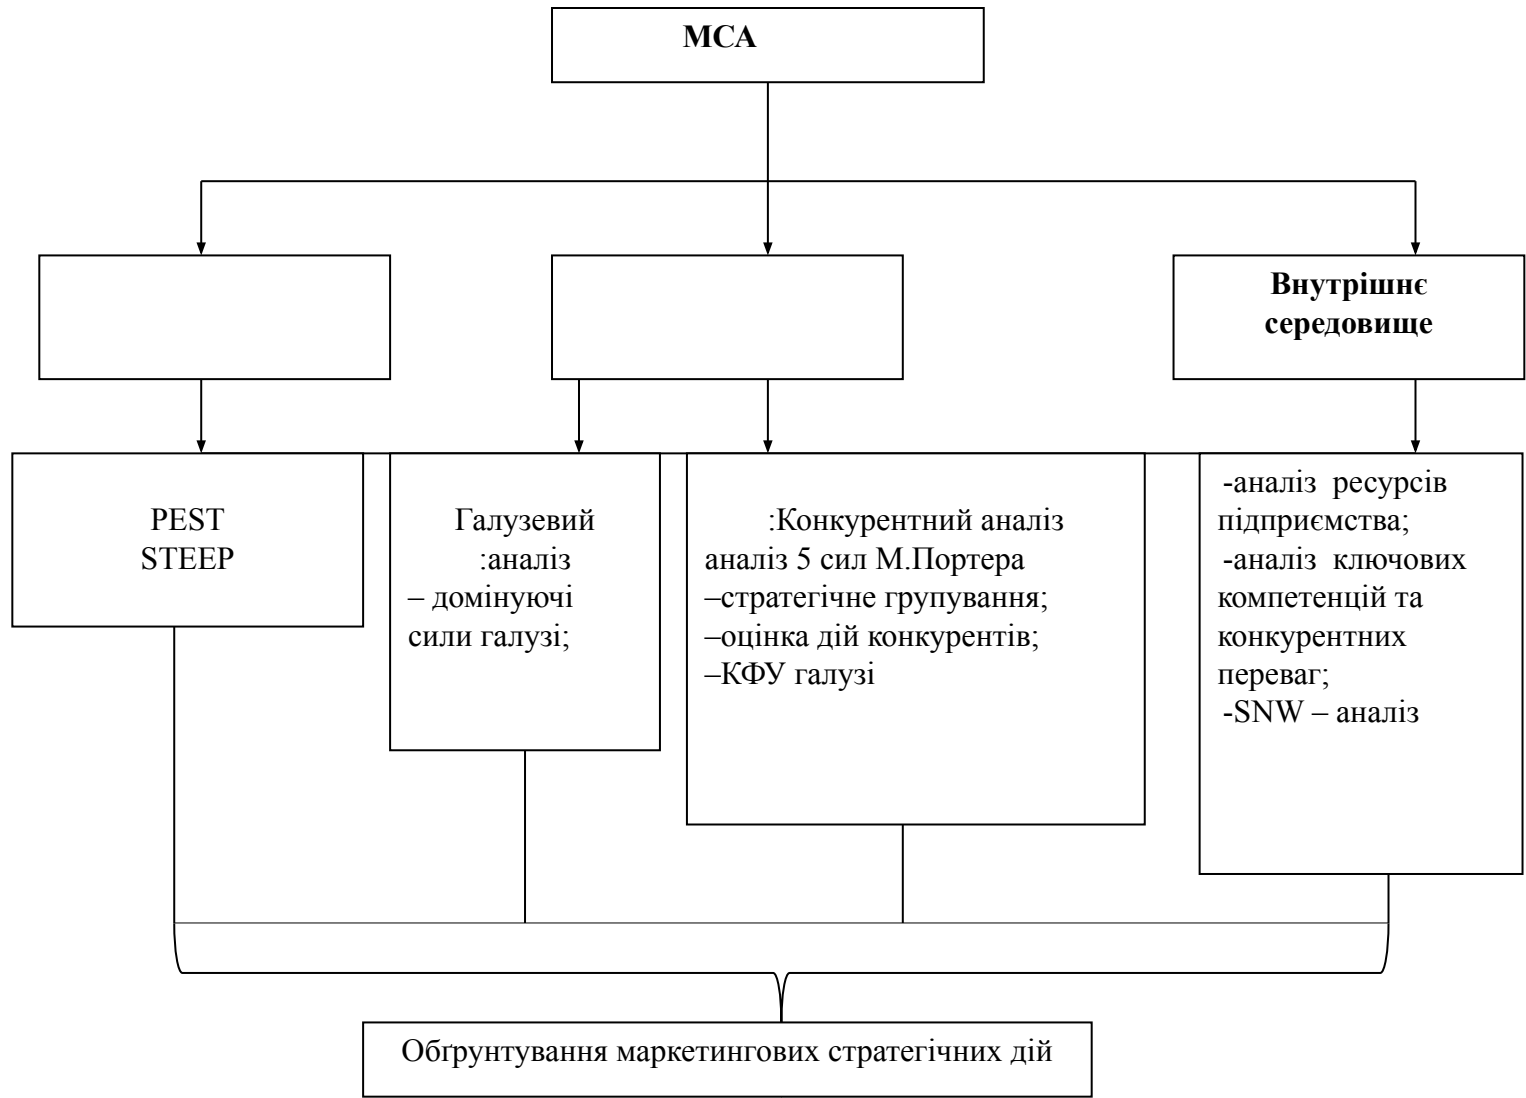 МСА
Внутрішнє
середовище
PEST
STEEP
Галузевий
:аналіз
– домінуючі
сили галузі;
:Конкурентний аналіз
аналіз 5 сил М.Портера
–стратегічне групування;
–оцінка дій конкурентів;
–КФУ галузі
-аналіз ресурсів
підприємства;
-аналіз ключових
компетенцій та
конкурентних
переваг;
-SNW – аналіз
Обґрунтування маркетингових стратегічних дій